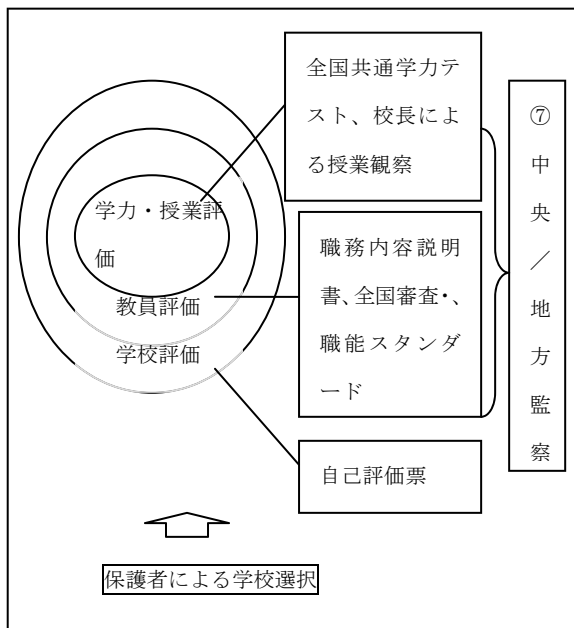 全国共通学力テ
スト、校長によ
る授業観察
学力・授業評
価
教員評価
学校評価
職務内容説明
書、全国審査・、
職能スタンダ
ード
自己評価票
⑦中央/地方監察
保護者による学校選択